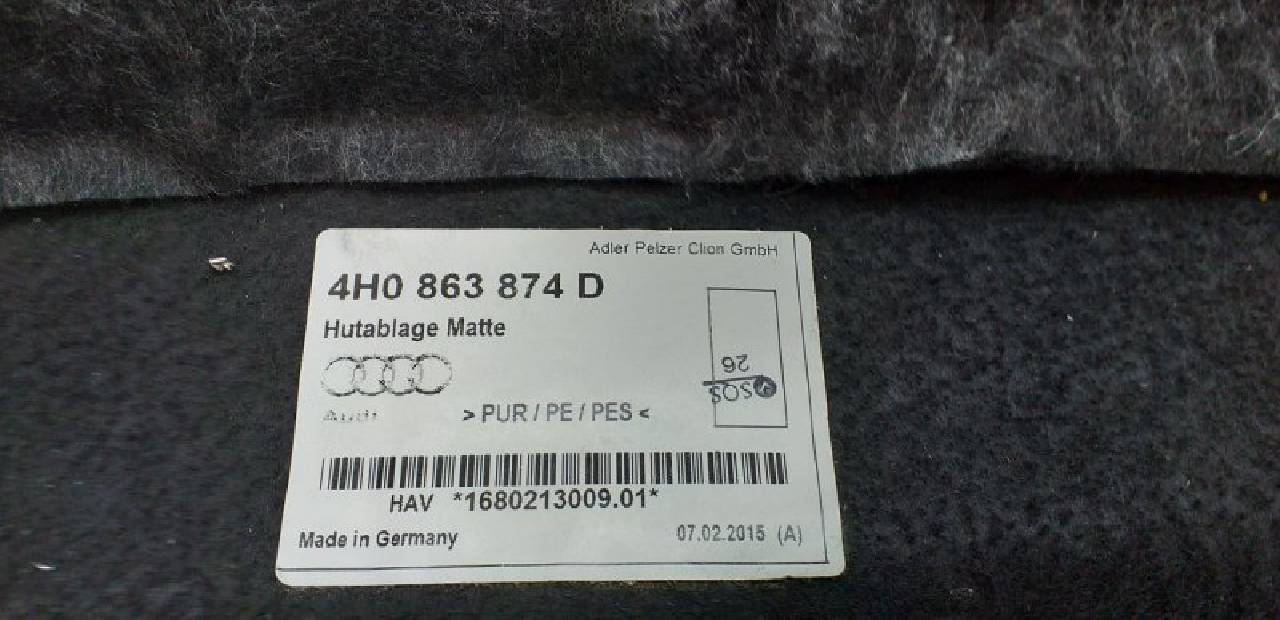 Adler Pelzer Clion GmbH
4H0 863 874 D
Hutablage Matte
Audi
> PUR / PE / PES <
26
HAV *1680213009.01*
Made in Germany
07.02.2015 (A)